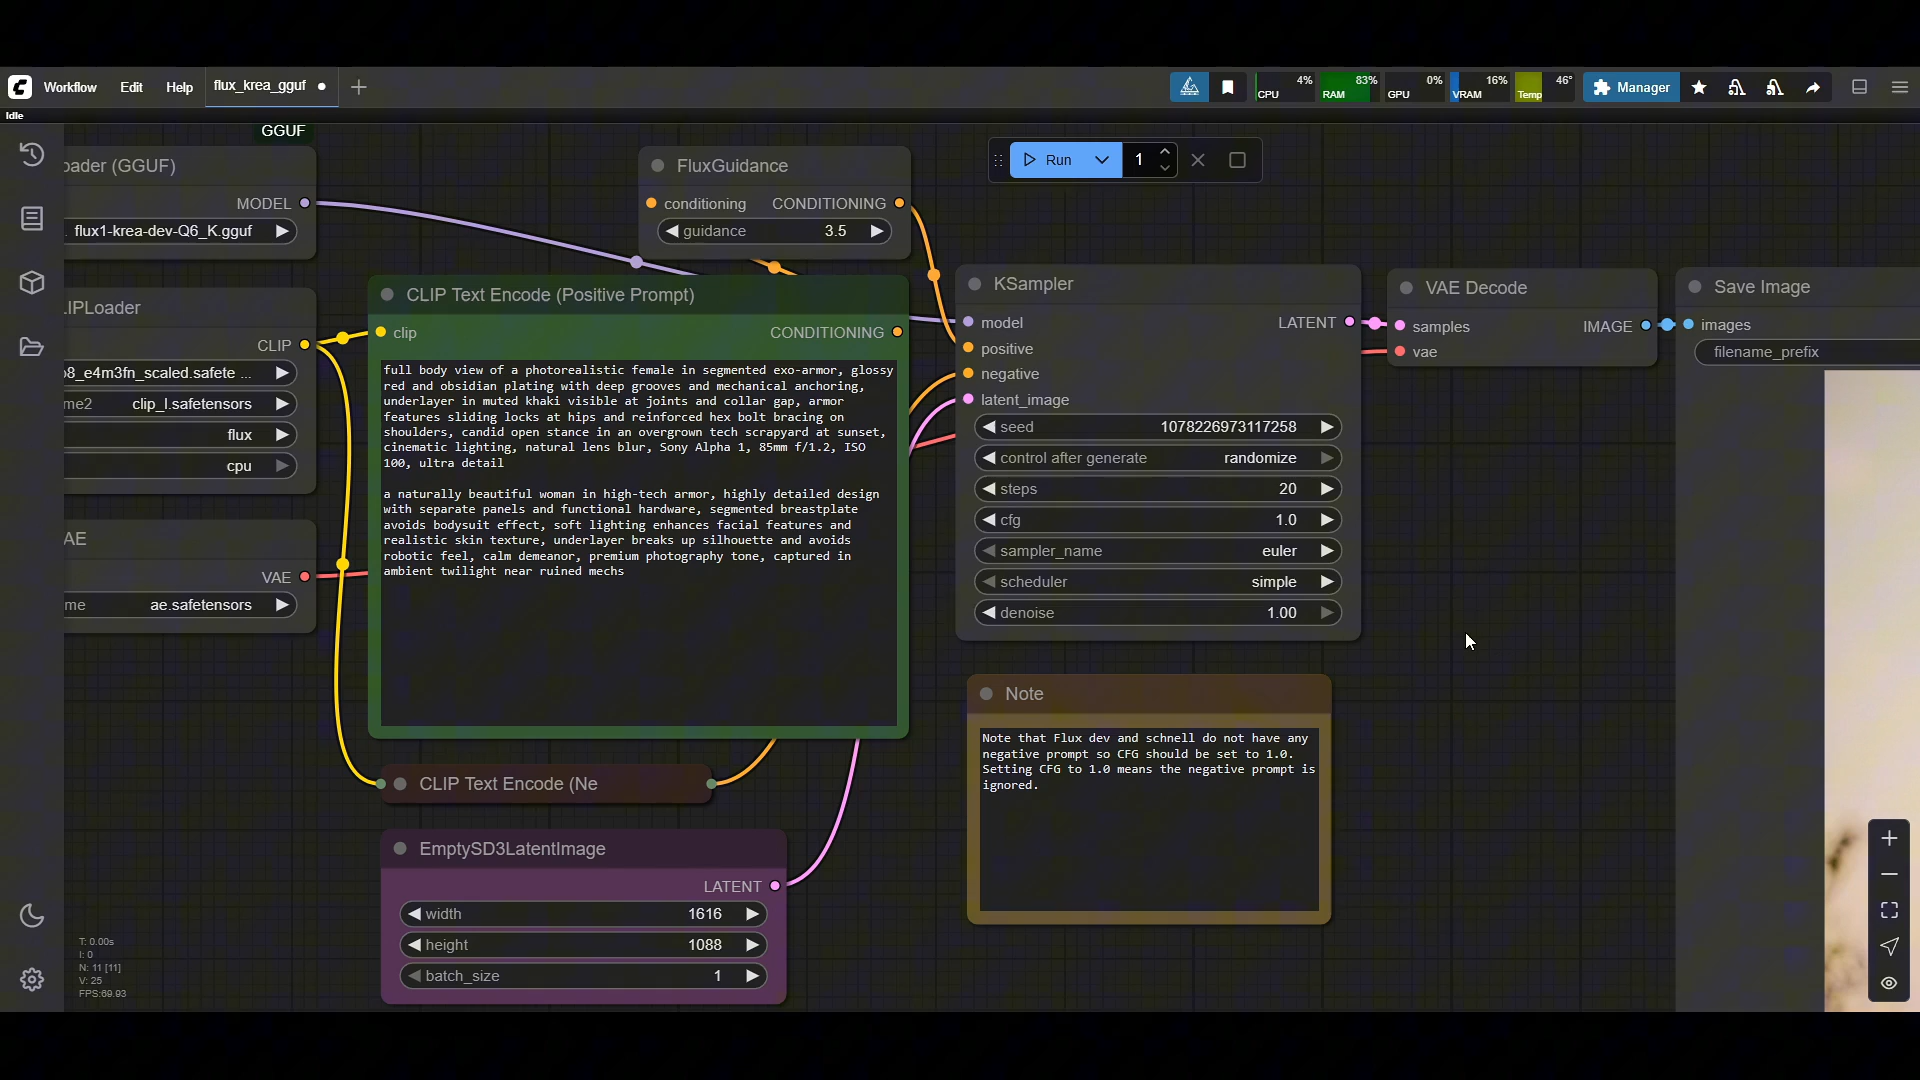 Workflow Edit Help flux_krea_gguf
4% CPU 83% RAM 0% GPU 16% VRAM 46° Temp Manager
Idle
GGUF
oader (GGUF)
MODEL
flux1-krea-dev-Q6_K.gguf
FluxGuidance
conditioning CONDITIONING
guidance 3.5
Run 1
LIPLoader
CLIP
8_e4m3fn_scaled.safete ...
me2 clip_l.safetensors
flux
cpu
AE
VAE
me ae.safetensors
CLIP Text Encode (Positive Prompt)
clip CONDITIONING
full body view of a photorealistic female in segmented exo-armor, glossy
red and obsidian plating with deep grooves and mechanical anchoring,
underlayer in muted khaki visible at joints and collar gap, armor
features sliding locks at hips and reinforced hex bolt bracing on
shoulders, candid open stance in an overgrown tech scrapyard at sunset,
cinematic lighting, natural lens blur, Sony Alpha 1, 85mm f/1.2, ISO
100, ultra detail
a naturally beautiful woman in high-tech armor, highly detailed design
with separate panels and functional hardware, segmented breastplate
avoids bodysuit effect, soft lighting enhances facial features and
realistic skin texture, underlayer breaks up silhouette and avoids
robotic feel, calm demeanor, premium photography tone, captured in
ambient twilight near ruined mechs
CLIP Text Encode (Ne
EmptySD3LatentImage
LATENT
width 1616
height 1088
batch_size 1
KSampler
model LATENT
positive
negative
latent_image
seed 1078226973117258
control after generate randomize
steps 20
cfg 1.0
sampler_name euler
scheduler simple
denoise 1.00
Note
Note that Flux dev and schnell do not have any
negative prompt so CFG should be set to 1.0.
Setting CFG to 1.0 means the negative prompt is
ignored.
VAE Decode
samples IMAGE
vae
Save Image
images
filename_prefix
T: 0.00s
I: 0
N: 11 [11]
V: 25
FPS:69.93